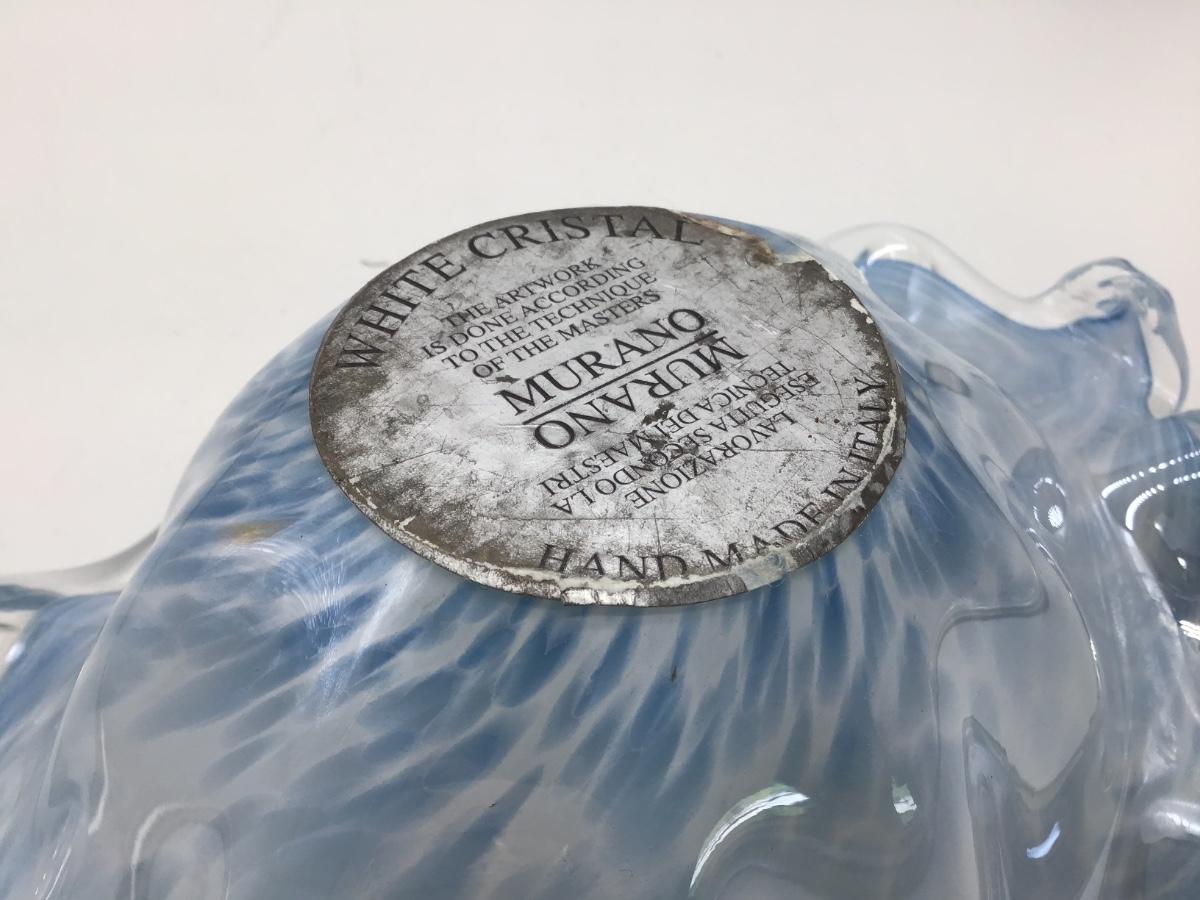 WHITE CRISTAL
THE ARTWORK
IS DONE ACCORDING
TO THE TECHNIQUE
OF THE MASTERS
MURANO
MURANO
LAVORAZIONE
ESEGUITA SECONDO LA
TECNICA DEI MAESTRI
HAND MADE IN ITALY